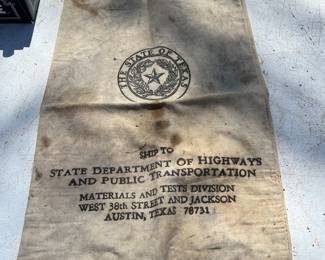 THE STATE OF TEXAS
SHIP TO
STATE DEPARTMENT OF HIGHWAYS
AND PUBLIC TRANSPORTATION
MATERIALS AND TESTS DIVISION
WEST 38th STREET AND JACKSON
AUSTIN, TEXAS 78731